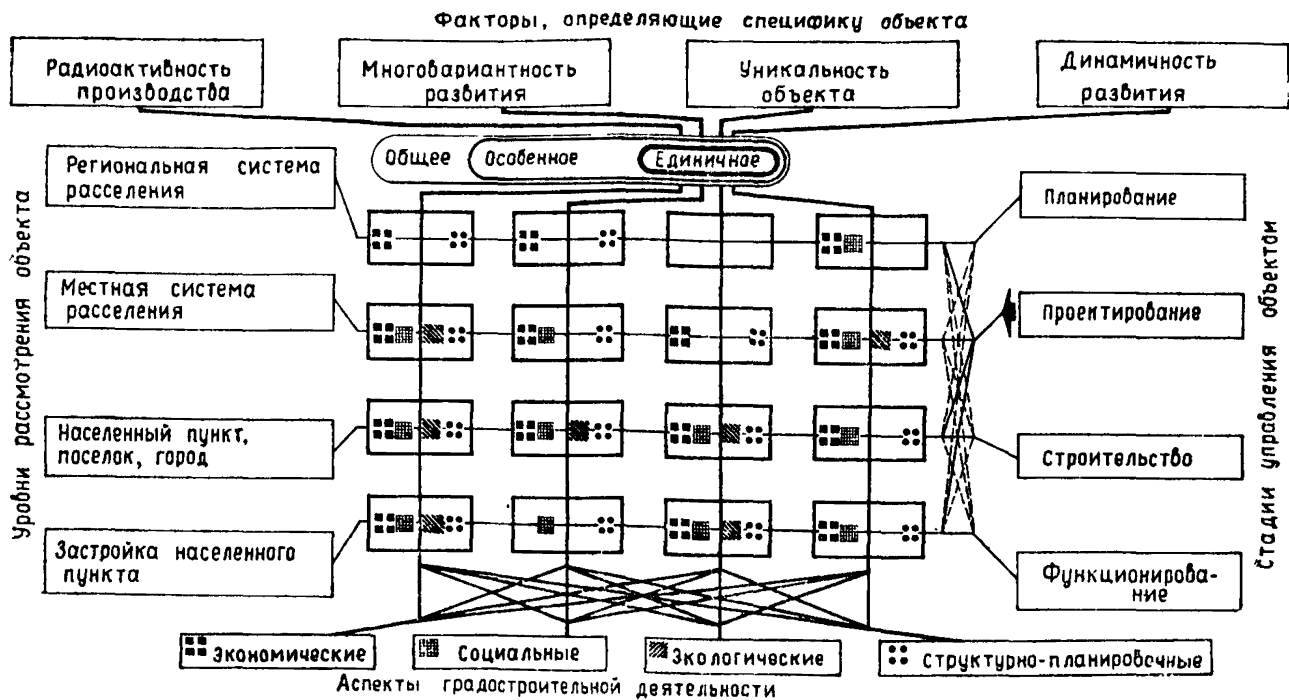 Факторы, определяющие специфику объекта
Радиоактивность
производства
Многовариантность
развития
Уникальность
объекта
Динамичность
развития
Общее
Особенное
Единичное
Уровни рассмотрения объекта
Региональная система
расселения
Местная система
расселения
Населенный пункт,
поселок, город
Застройка населенного
пункта
Стадии управления объектом
Планирование
Проектирование
Строительство
Функционирова-
ние
Экономические
Социальные
Экологические
Структурно-планировочные
Аспекты градостроительной деятельности